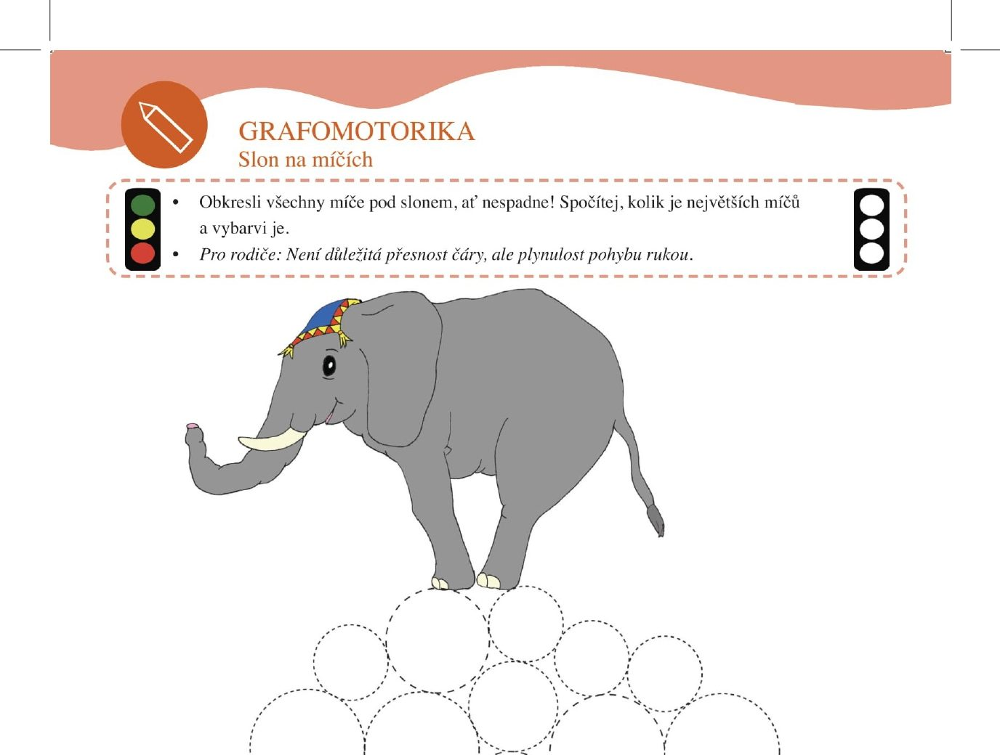 GRAFOMOTORIKA
Slon na míčích
• Obkresli všechny míče pod slonem, ať nespadne! Spočítej, kolik je největších míčů
a vybarvi je.
• Pro rodiče: Není důležitá přesnost čáry, ale plynulost pohybu rukou.